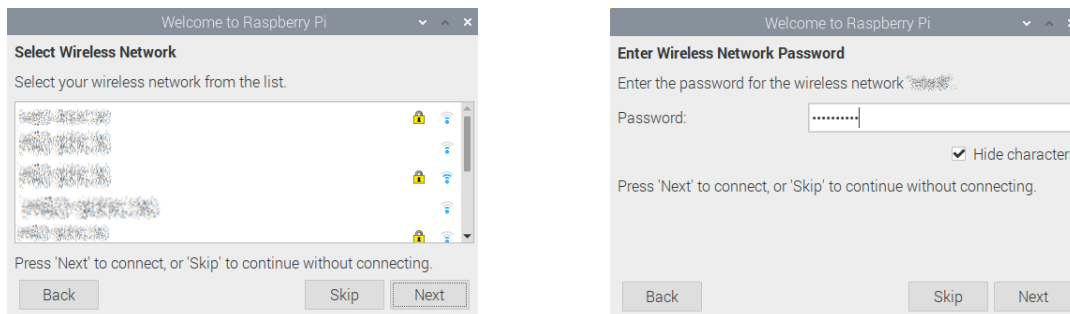 Welcome to Raspberry Pi
Select Wireless Network
Select your wireless network from the list.
Press 'Next' to connect, or 'Skip' to continue without connecting.
Back
Skip
Next
Welcome to Raspberry Pi
Enter Wireless Network Password
Enter the password for the wireless network
Password:
••••••••••
Hide character
Press 'Next' to connect, or 'Skip' to continue without connecting.
Back
Skip
Next